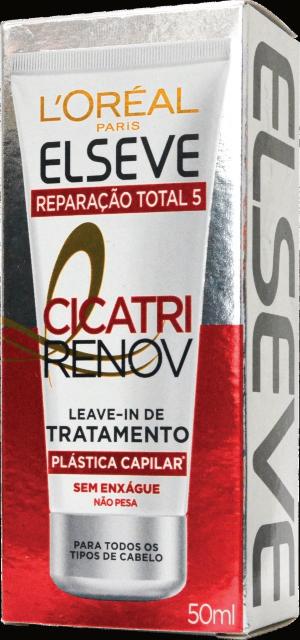 L'ORÉAL
PARIS
ELSEVE
REPARAÇÃO TOTAL 5
CICATRI
RENOV
LEAVE-IN DE
TRATAMENTO
PLÁSTICA CAPILAR*
SEM ENXÁGUE
NÃO PESA
PARA TODOS OS
TIPOS DE CABELO
50ml
ELSEVE